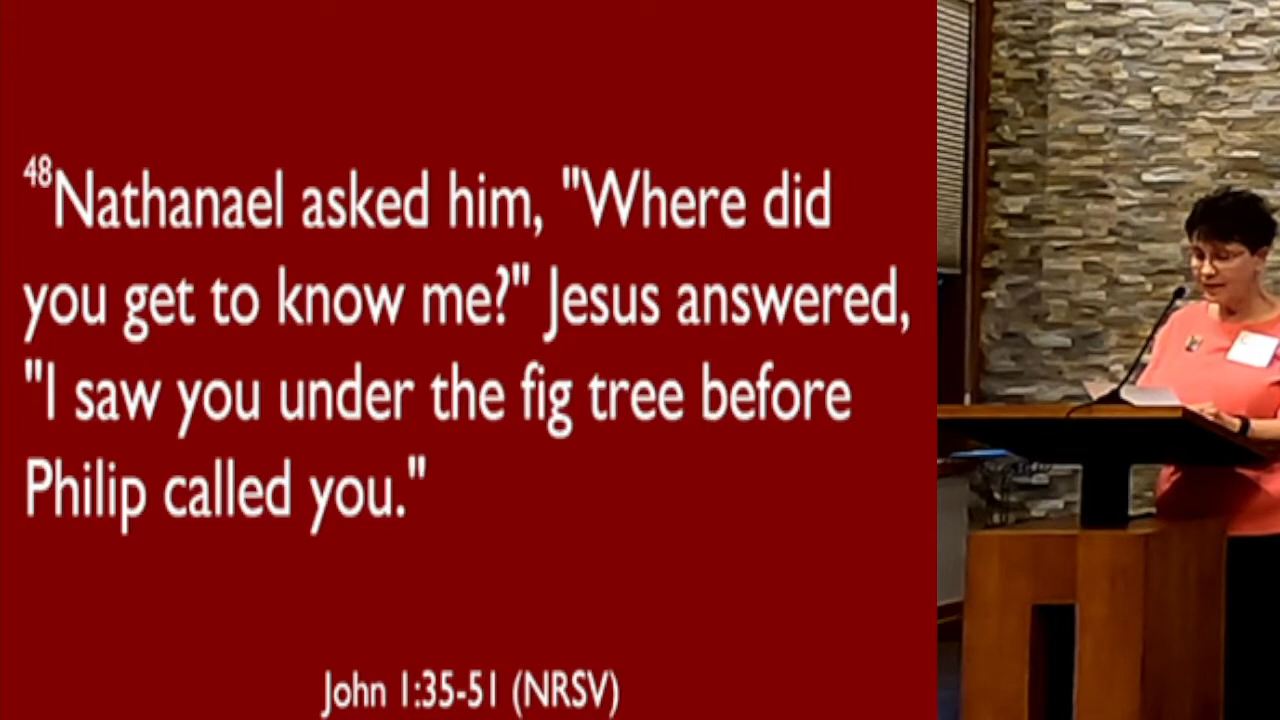 48Nathanael asked him, "Where did
you get to know me?" Jesus answered,
"I saw you under the fig tree before
Philip called you."
John 1:35-51 (NRSV)